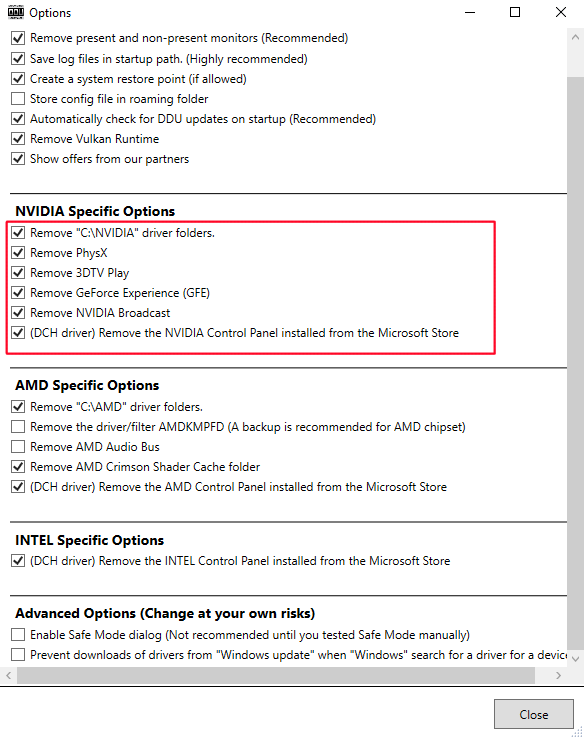 DDU Options
Remove present and non-present monitors (Recommended)
Save log files in startup path. (Highly recommended)
Create a system restore point (if allowed)
Store config file in roaming folder
Automatically check for DDU updates on startup (Recommended)
Remove Vulkan Runtime
Show offers from our partners
NVIDIA Specific Options
Remove "C:\NVIDIA" driver folders.
Remove PhysX
Remove 3DTV Play
Remove GeForce Experience (GFE)
Remove NVIDIA Broadcast
(DCH driver) Remove the NVIDIA Control Panel installed from the Microsoft Store
AMD Specific Options
Remove "C:\AMD" driver folders.
Remove the driver/filter AMDKMPFD (A backup is recommended for AMD chipset)
Remove AMD Audio Bus
Remove AMD Crimson Shader Cache folder
(DCH driver) Remove the AMD Control Panel installed from the Microsoft Store
INTEL Specific Options
(DCH driver) Remove the INTEL Control Panel installed from the Microsoft Store
Advanced Options (Change at your own risks)
Enable Safe Mode dialog (Not recommended until you tested Safe Mode manually)
Prevent downloads of drivers from "Windows update" when "Windows" search for a driver for a device
Close